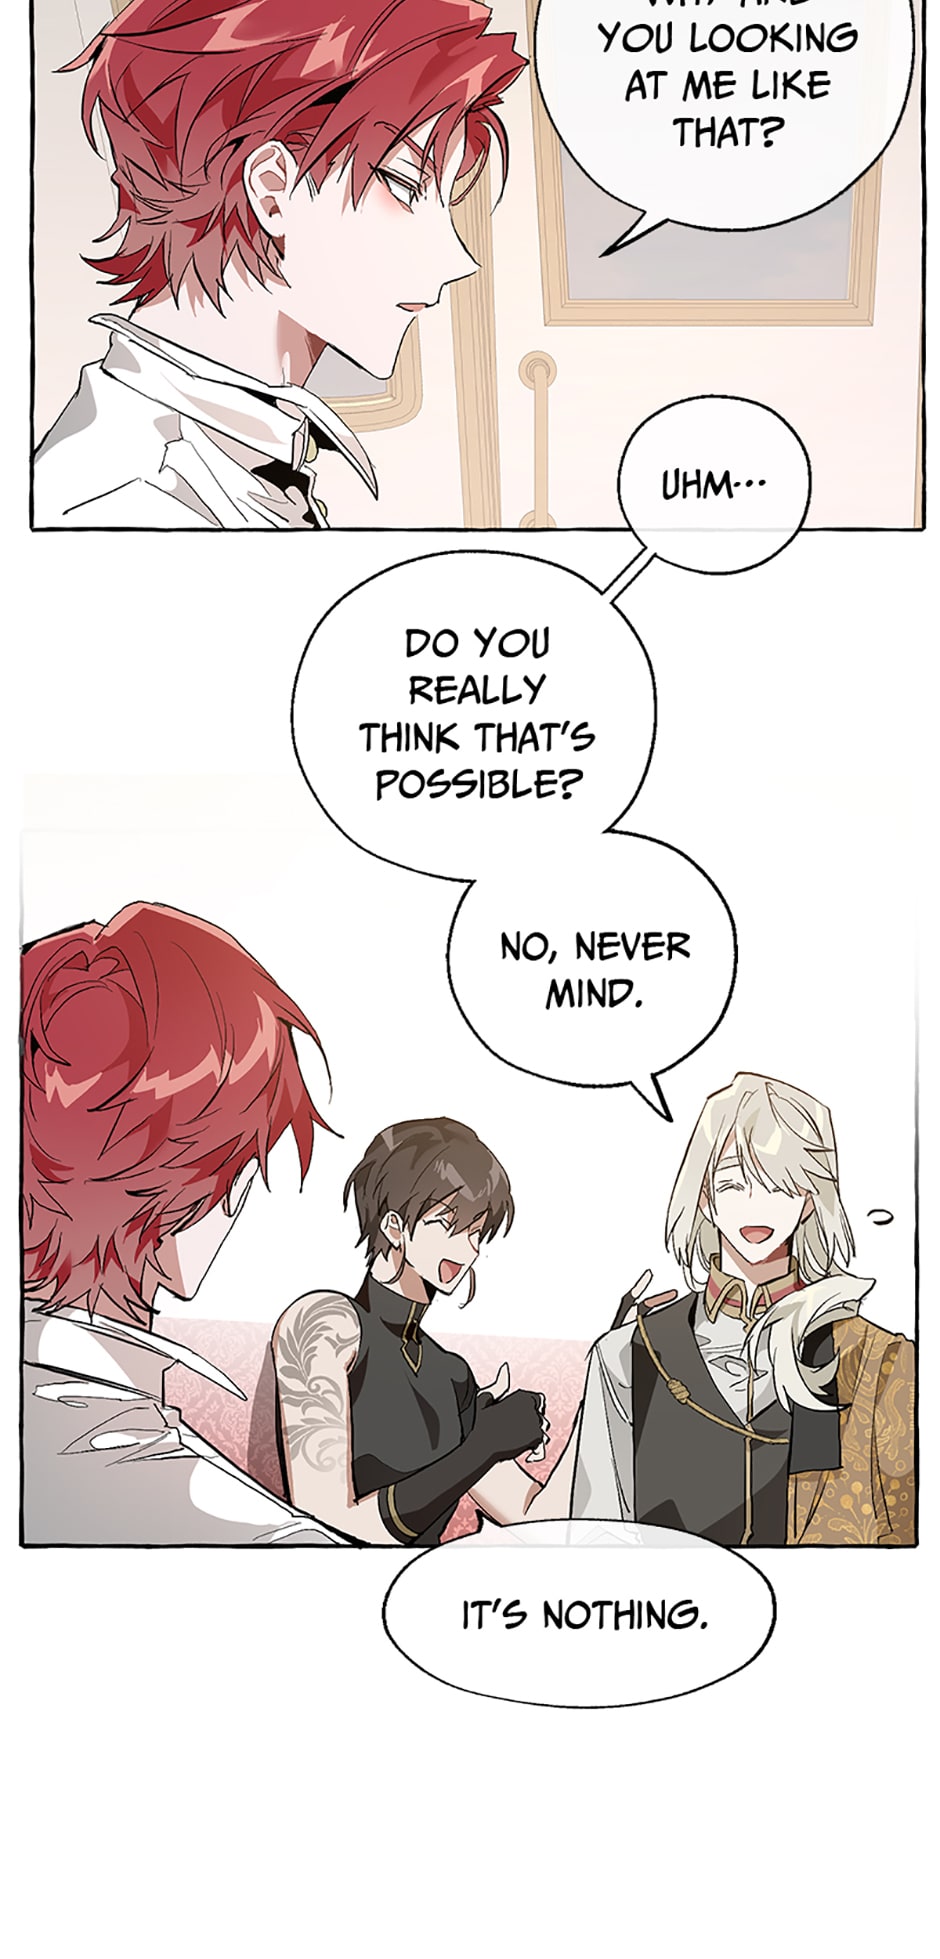 YOU LOOKING
AT ME LIKE
THAT?
UHM...
DO YOU
REALLY
THINK THAT'S
POSSIBLE?
NO, NEVER
MIND.
IT'S NOTHING.